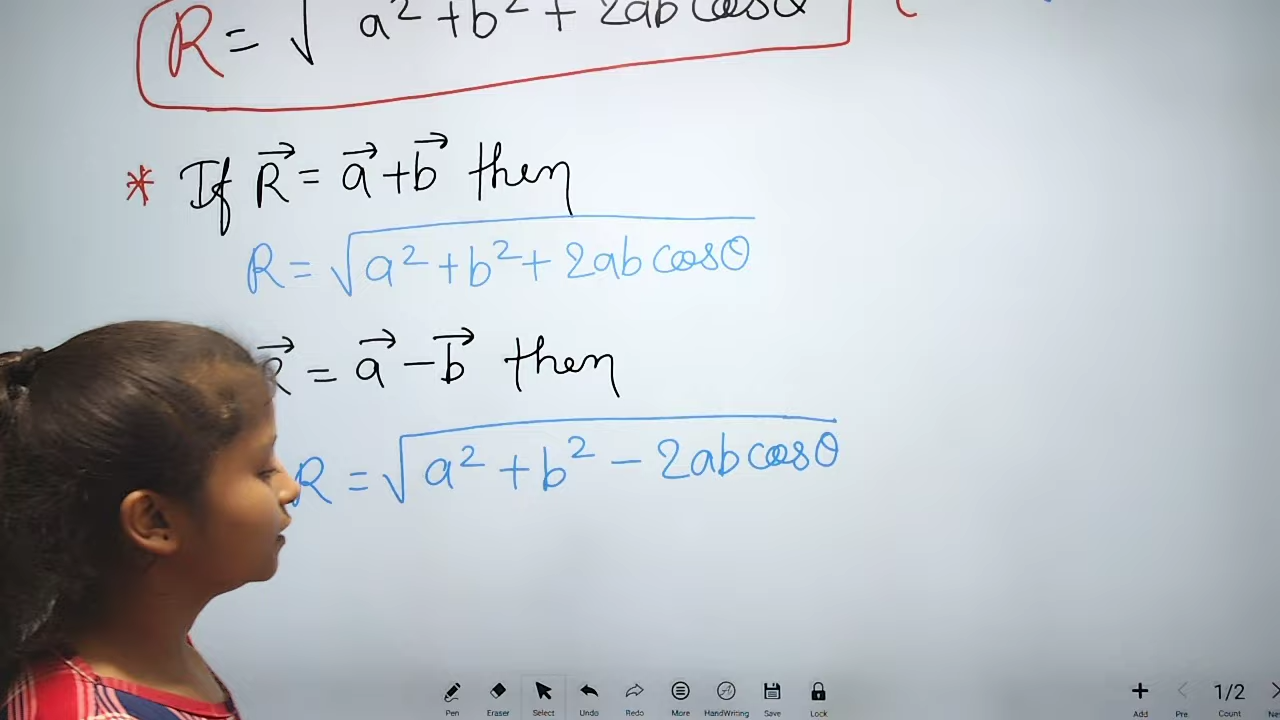 R = √a² + b² + 2ab cosθ
* If R⃗ = a⃗ + b⃗ then
R = √a² + b² + 2ab cosθ
R⃗ = a⃗ − b⃗ then
R = √a² + b² − 2ab cosθ
Pen Eraser Select Undo Redo More HandWriting Save Lock Add Pre 1/2 Count